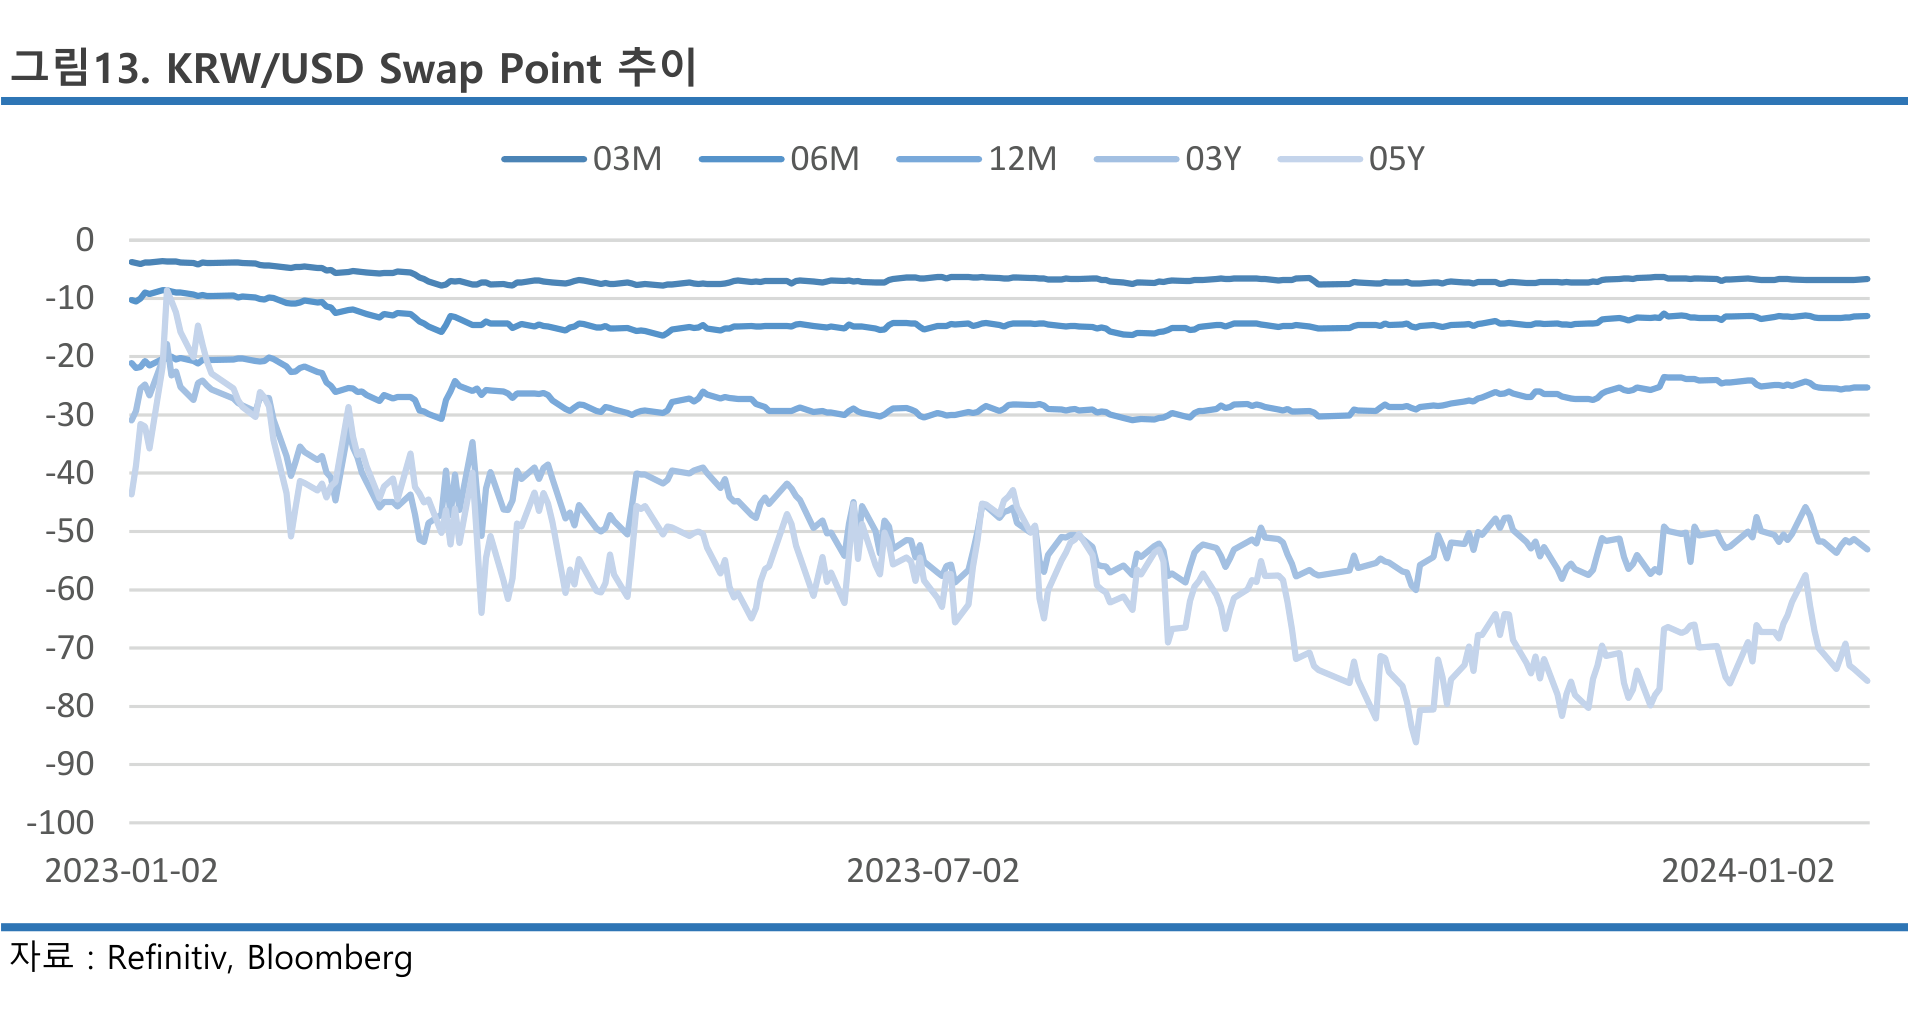 그림13. KRW/USD Swap Point 추이
03M 06M 12M 03Y 05Y
0
-10
-20
-30
-40
-50
-60
-70
-80
-90
-100
2023-01-02 2023-07-02 2024-01-02
자료 : Refinitiv, Bloomberg